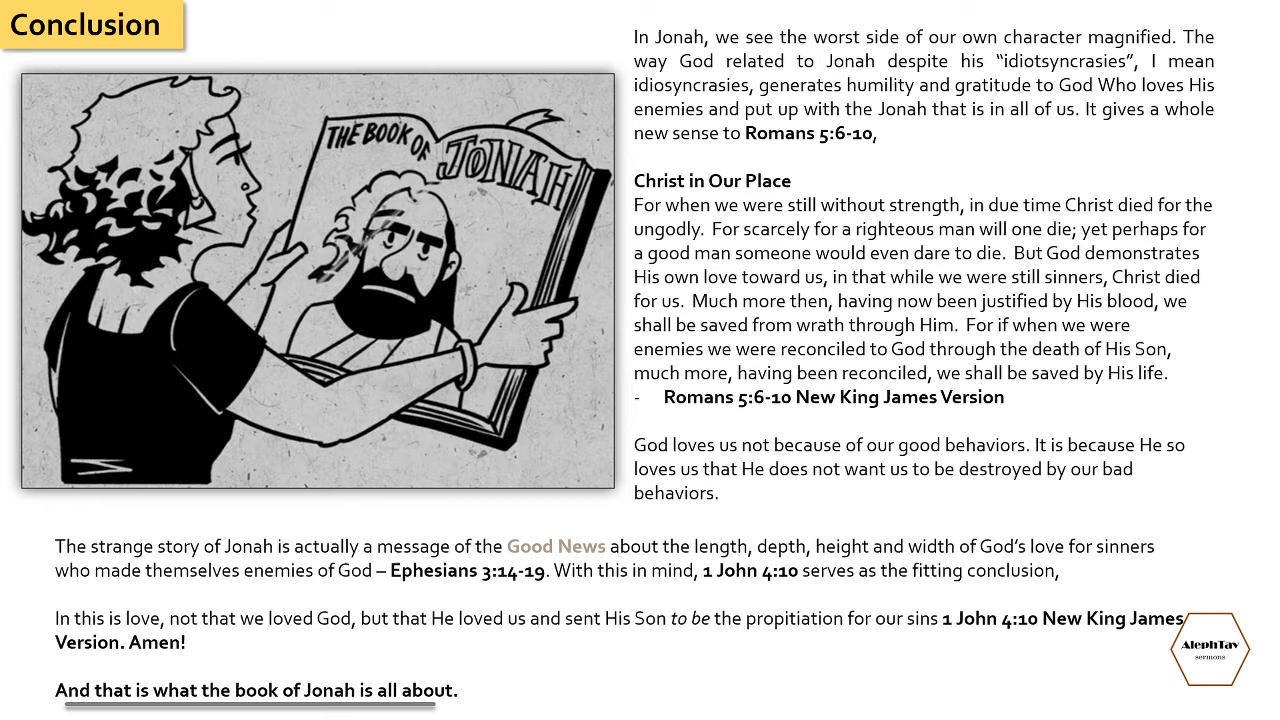 Conclusion
THE BOOK OF
JONAH
In Jonah, we see the worst side of our own character magnified. The
way God related to Jonah despite his “idiotsyncrasies”, I mean
idiosyncrasies, generates humility and gratitude to God Who loves His
enemies and put up with the Jonah that is in all of us. It gives a whole
new sense to Romans 5:6-10,
Christ in Our Place
For when we were still without strength, in due time Christ died for the
ungodly. For scarcely for a righteous man will one die; yet perhaps for
a good man someone would even dare to die. But God demonstrates
His own love toward us, in that while we were still sinners, Christ died
for us. Much more then, having now been justified by His blood, we
shall be saved from wrath through Him. For if when we were
enemies we were reconciled to God through the death of His Son,
much more, having been reconciled, we shall be saved by His life.
- Romans 5:6-10 New King James Version
God loves us not because of our good behaviors. It is because He so
loves us that He does not want us to be destroyed by our bad
behaviors.
The strange story of Jonah is actually a message of the Good News about the length, depth, height and width of God’s love for sinners
who made themselves enemies of God – Ephesians 3:14-19. With this in mind, 1 John 4:10 serves as the fitting conclusion,
In this is love, not that we loved God, but that He loved us and sent His Son to be the propitiation for our sins 1 John 4:10 New King James
Version. Amen!
And that is what the book of Jonah is all about.
AlephTav
sermons